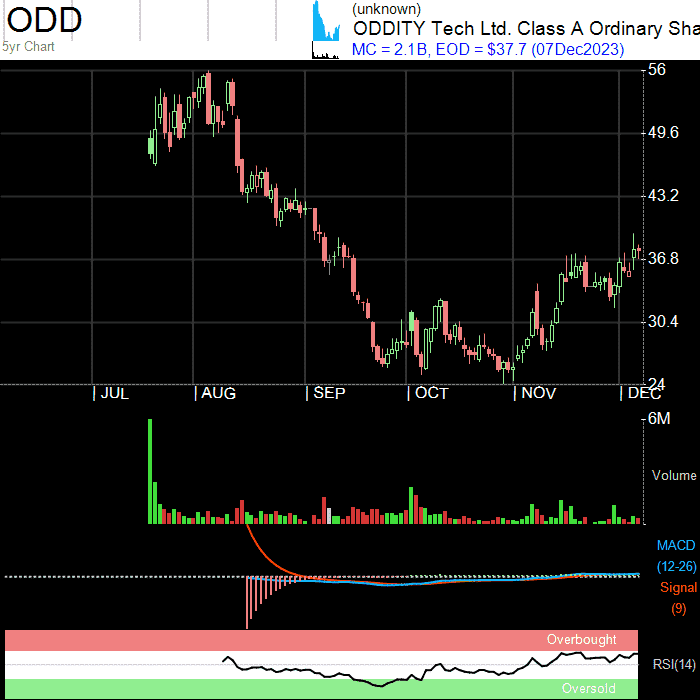 ODD
5yr Chart
(unknown)
ODDITY Tech Ltd. Class A Ordinary Sha
MC = 2.1B, EOD = $37.7 (07Dec2023)
56
49.6
43.2
36.8
30.4
24
JUL AUG SEP OCT NOV DEC
6M
Volume
MACD
(12-26)
Signal
(9)
Overbought
RSI(14)
Oversold